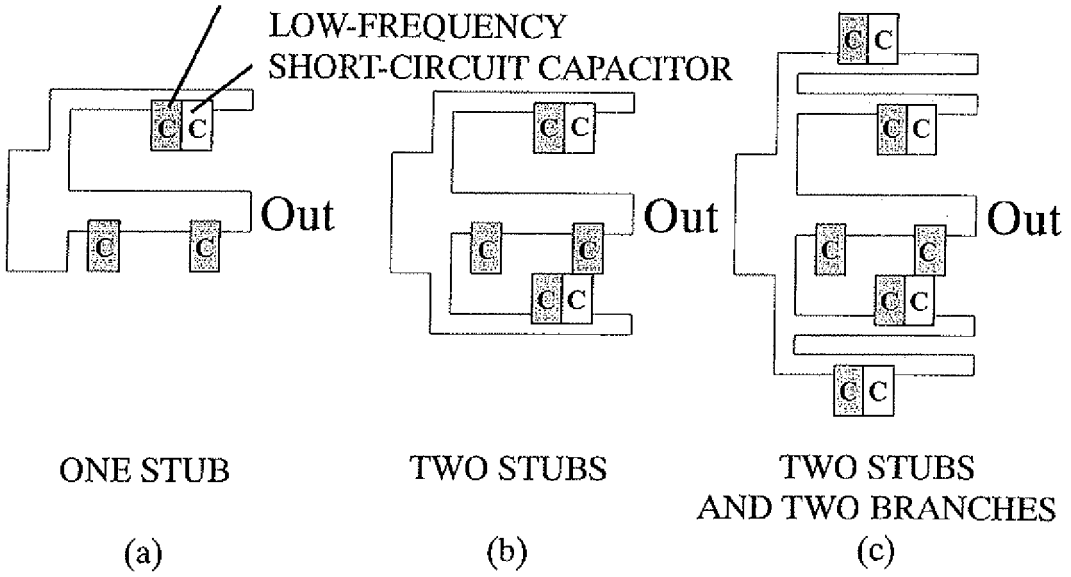 LOW-FREQUENCY
SHORT-CIRCUIT CAPACITOR
C C
C C
Out
C C
C C
C C
Out
C C
C C
C C
C C
Out
C C
C C
C C
ONE STUB
TWO STUBS
TWO STUBS
AND TWO BRANCHES
(a)
(b)
(c)